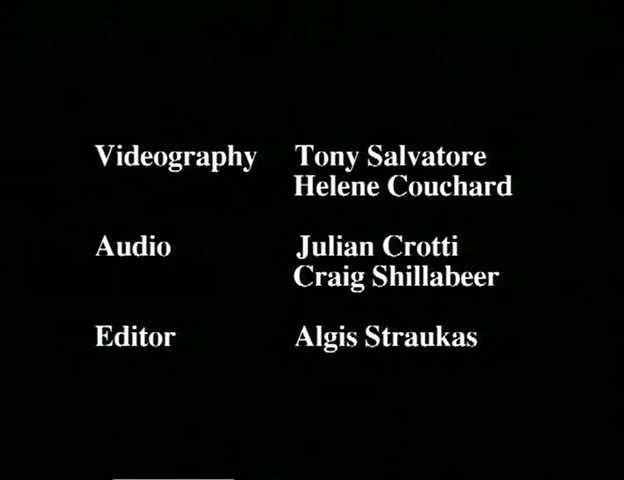 Videography Tony Salvatore
Helene Couchard
Audio Julian Crotti
Craig Shillabeer
Editor Algis Straukas